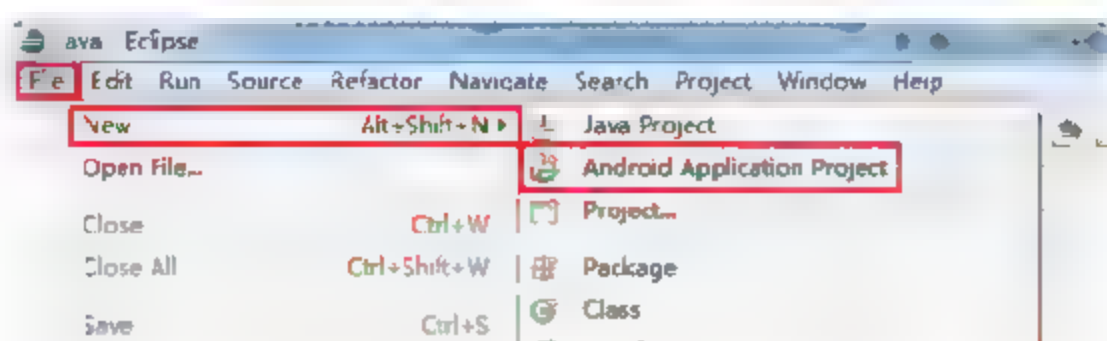 Java Eclipse
File Edit Run Source Refactor Navigate Search Project Window Help
New Alt+Shift+N Java Project
Open File... Android Application Project
Close Ctrl+W Project...
Close All Ctrl+Shift+W Package
Save Ctrl+S Class